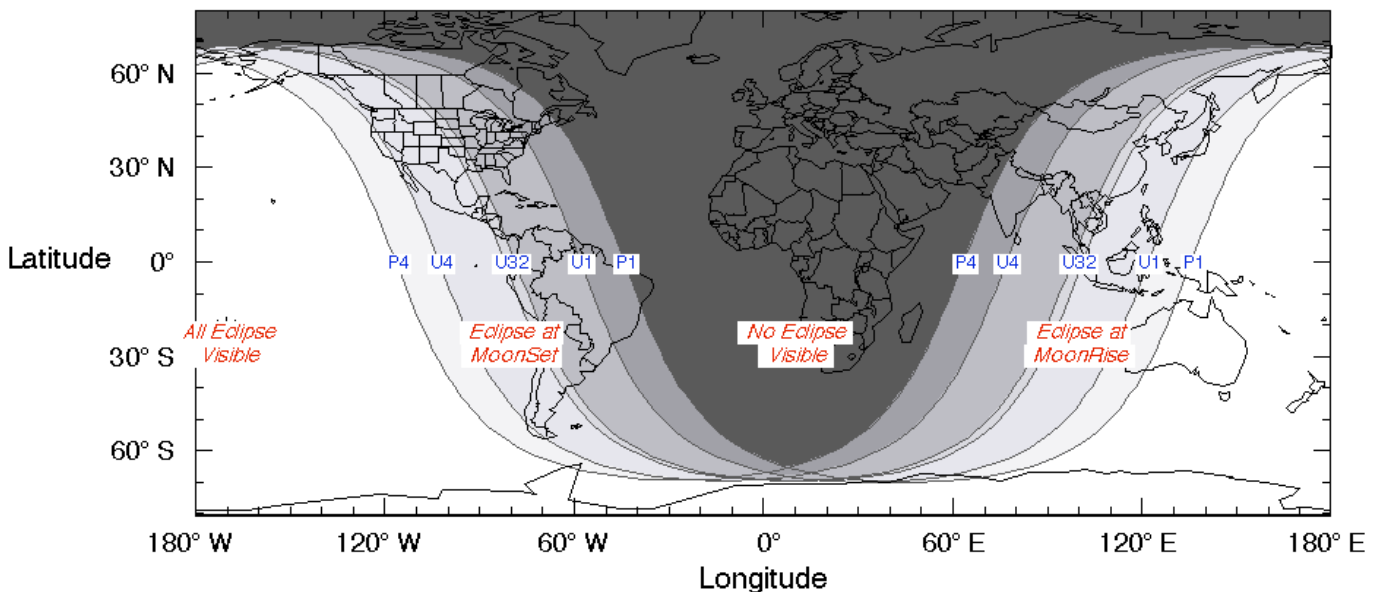 60° N
30° N
Latitude
0°
P4
U4
U32
U1
P1
P4
U4
U32
U1
P1
All Eclipse
Visible
Eclipse at
MoonSet
No Eclipse
Visible
Eclipse at
MoonRise
30° S
60° S
180° W
120° W
60° W
0°
60° E
120° E
180° E
Longitude